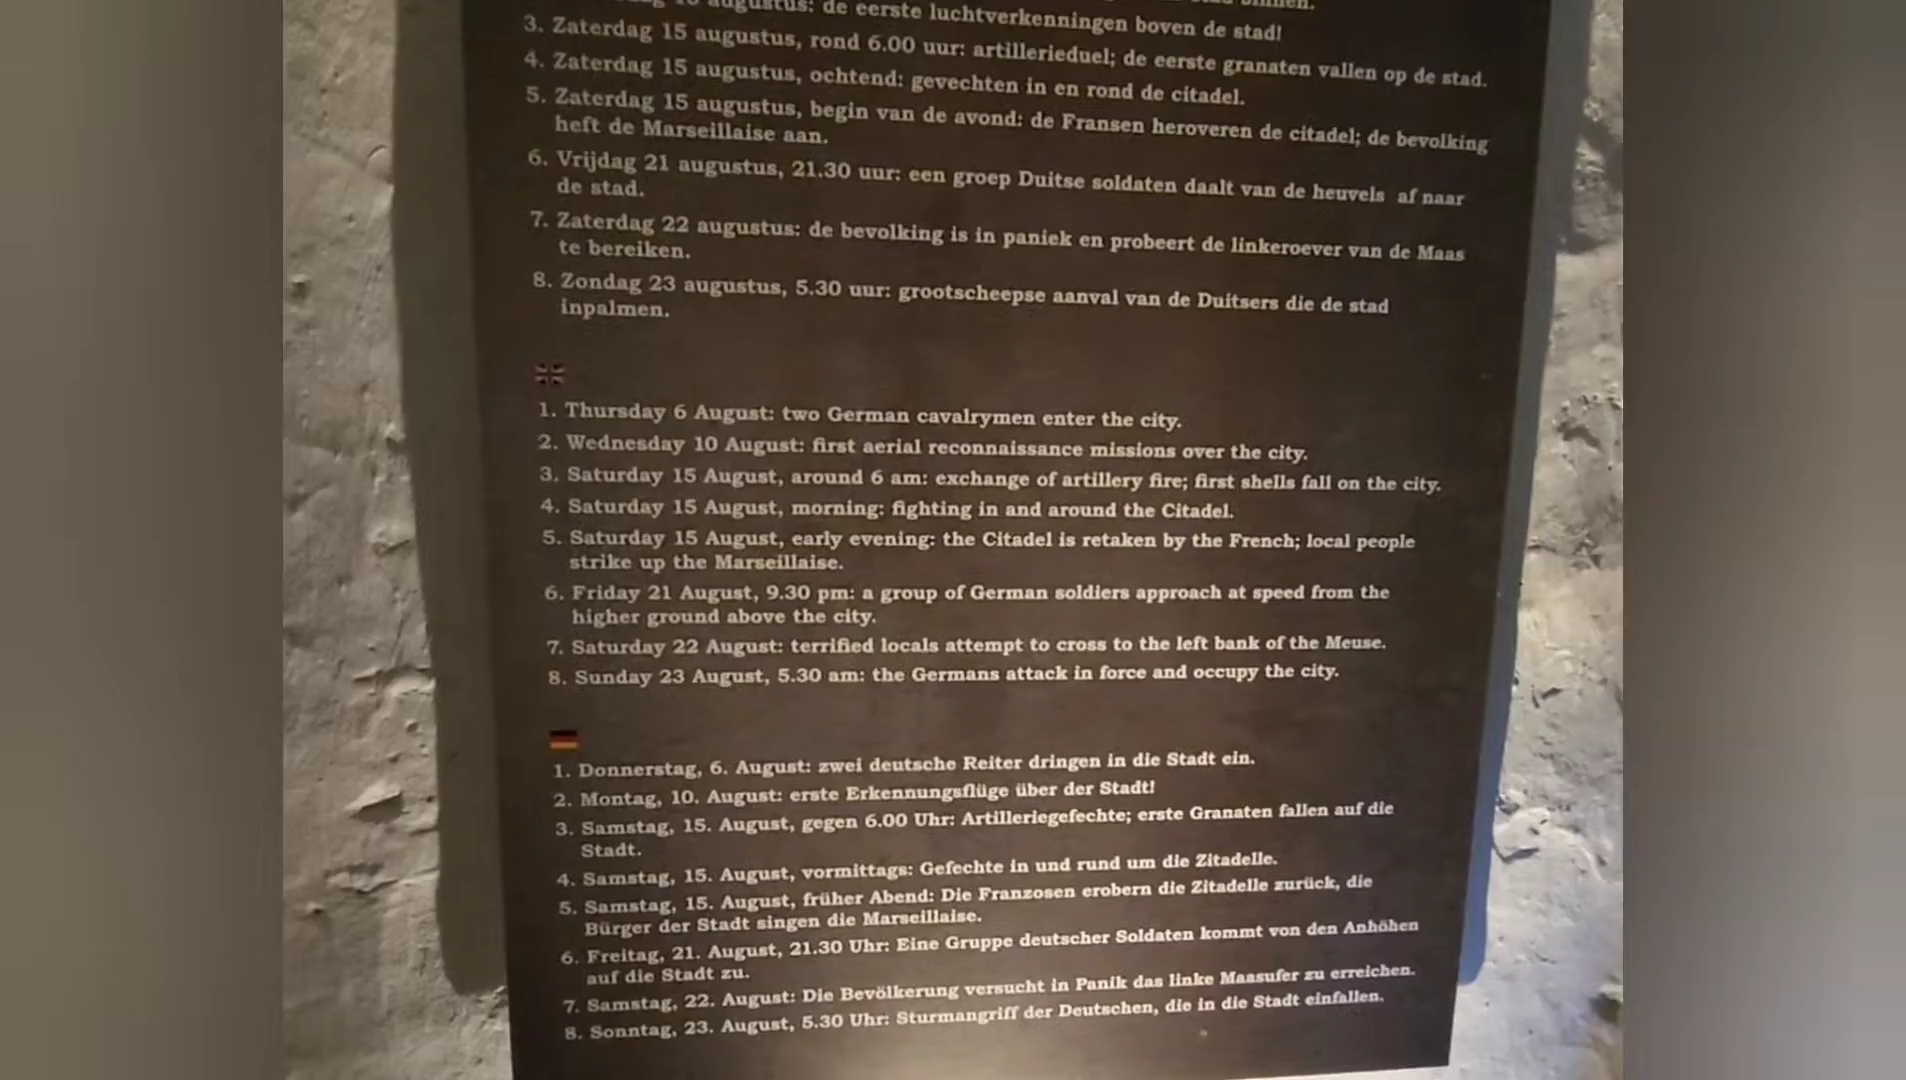 augustus: de eerste luchtverkenningen boven de stad!
3. Zaterdag 15 augustus, rond 6.00 uur: artillerieduel; de eerste granaten vallen op de stad.
4. Zaterdag 15 augustus, ochtend: gevechten in en rond de citadel.
5. Zaterdag 15 augustus, begin van de avond: de Fransen heroveren de citadel; de bevolking
heft de Marseillaise aan.
6. Vrijdag 21 augustus, 21.30 uur: een groep Duitse soldaten daalt van de heuvels af naar
de stad.
7. Zaterdag 22 augustus: de bevolking is in paniek en probeert de linkeroever van de Maas
te bereiken.
8. Zondag 23 augustus, 5.30 uur: grootscheepse aanval van de Duitsers die de stad
inpalmen.
1. Thursday 6 August: two German cavalrymen enter the city.
2. Wednesday 10 August: first aerial reconnaissance missions over the city.
3. Saturday 15 August, around 6 am: exchange of artillery fire; first shells fall on the city.
4. Saturday 15 August, morning: fighting in and around the Citadel.
5. Saturday 15 August, early evening: the Citadel is retaken by the French; local people
strike up the Marseillaise.
6. Friday 21 August, 9.30 pm: a group of German soldiers approach at speed from the
higher ground above the city.
7. Saturday 22 August: terrified locals attempt to cross to the left bank of the Meuse.
8. Sunday 23 August, 5.30 am: the Germans attack in force and occupy the city.
1. Donnerstag, 6. August: zwei deutsche Reiter dringen in die Stadt ein.
2. Montag, 10. August: erste Erkennungsflüge über der Stadt!
3. Samstag, 15. August, gegen 6.00 Uhr: Artilleriegefechte; erste Granaten fallen auf die
Stadt.
4. Samstag, 15. August, vormittags: Gefechte in und rund um die Zitadelle.
5. Samstag, 15. August, früher Abend: Die Franzosen erobern die Zitadelle zurück, die
Bürger der Stadt singen die Marseillaise.
6. Freitag, 21. August, 21.30 Uhr: Eine Gruppe deutscher Soldaten kommt von den Anhöhen
auf die Stadt zu.
7. Samstag, 22. August: Die Bevölkerung versucht in Panik das linke Maasufer zu erreichen.
8. Sonntag, 23. August, 5.30 Uhr: Sturmangriff der Deutschen, die in die Stadt einfallen.